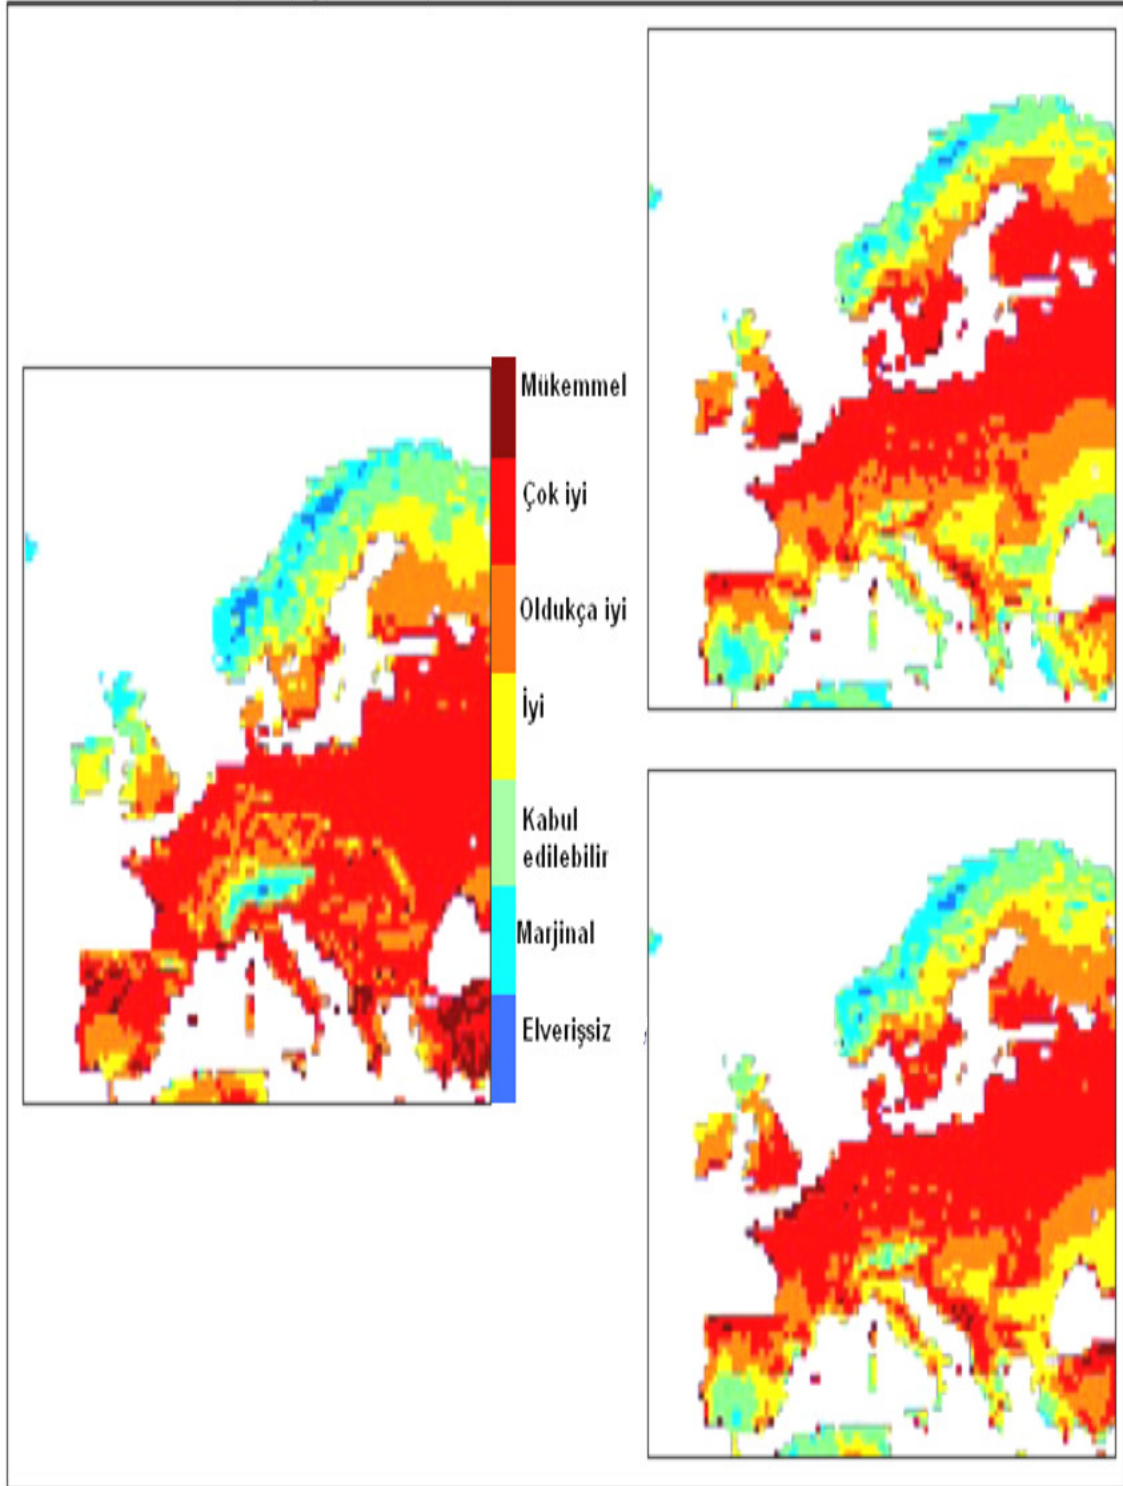 Mükemmel
Çok iyi
Oldukça iyi
İyi
Kabul
edilebilir
Marjinal
Elverişsiz